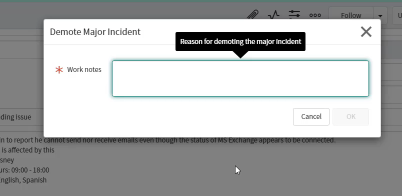 Follow
Demote Major Incident
Reason for demoting the major incident
Work notes
Cancel
OK
ding issue
n to report he cannot send nor receive emails even though the status of MS Exchange appears to be connected.
is affected by this
sney
urs: 09:00 - 18:00
nglish, Spanish